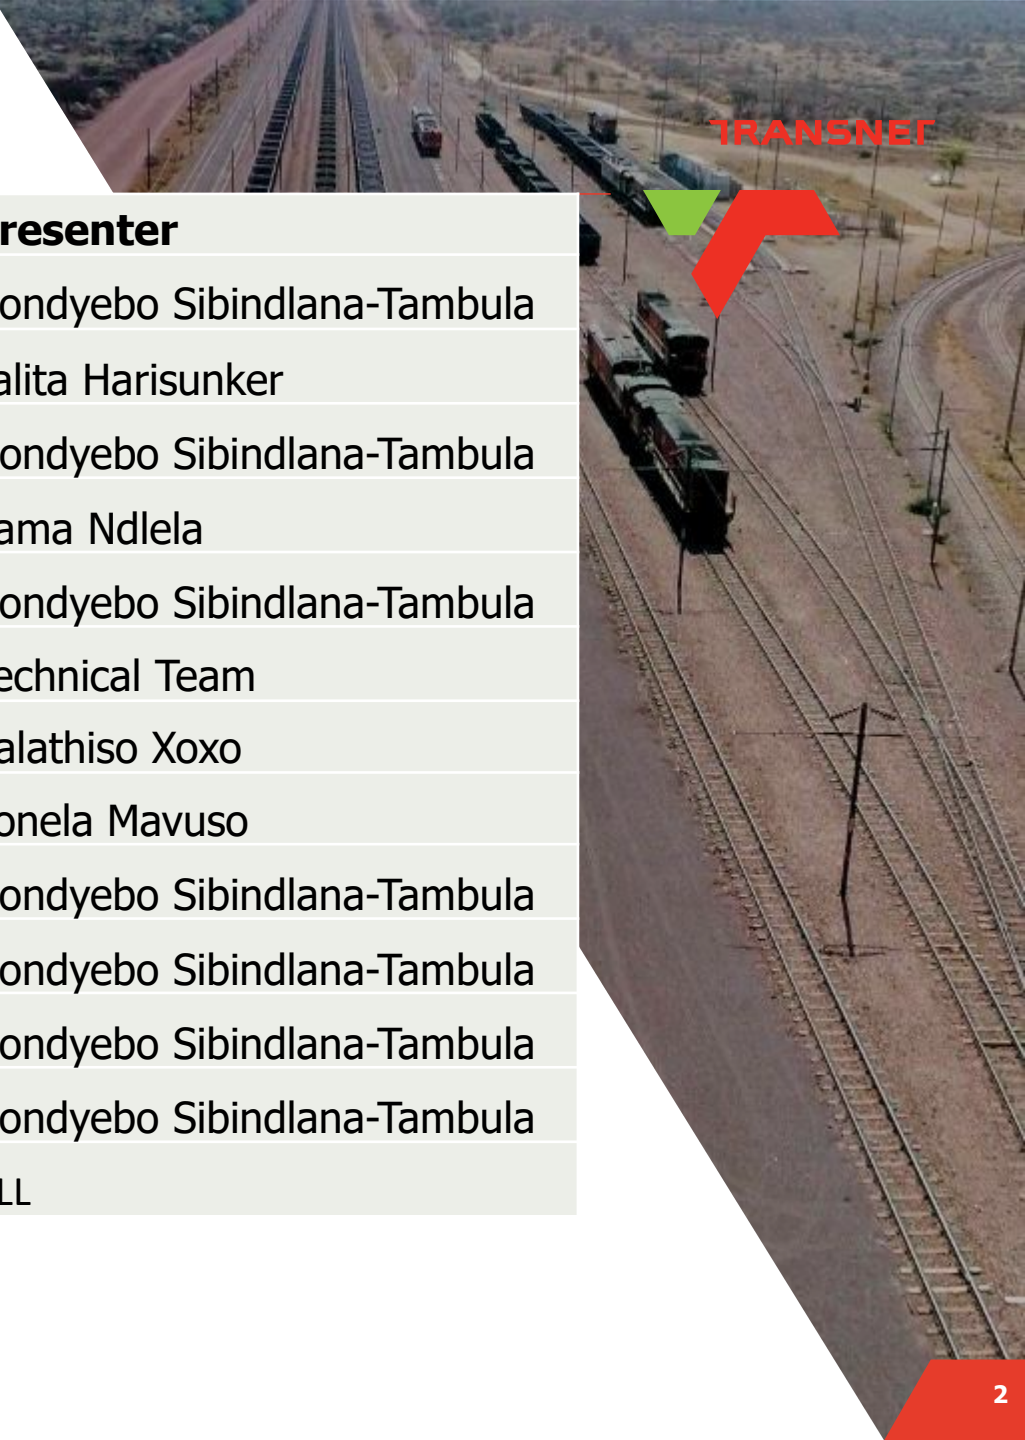 TRANSNET
resenter
ondyebo Sibindlana-Tambula
alita Harisunker
ondyebo Sibindlana-Tambula
ama Ndlela
ondyebo Sibindlana-Tambula
echnical Team
alathiso Xoxo
onela Mavuso
ondyebo Sibindlana-Tambula
ondyebo Sibindlana-Tambula
ondyebo Sibindlana-Tambula
ondyebo Sibindlana-Tambula
LL
2